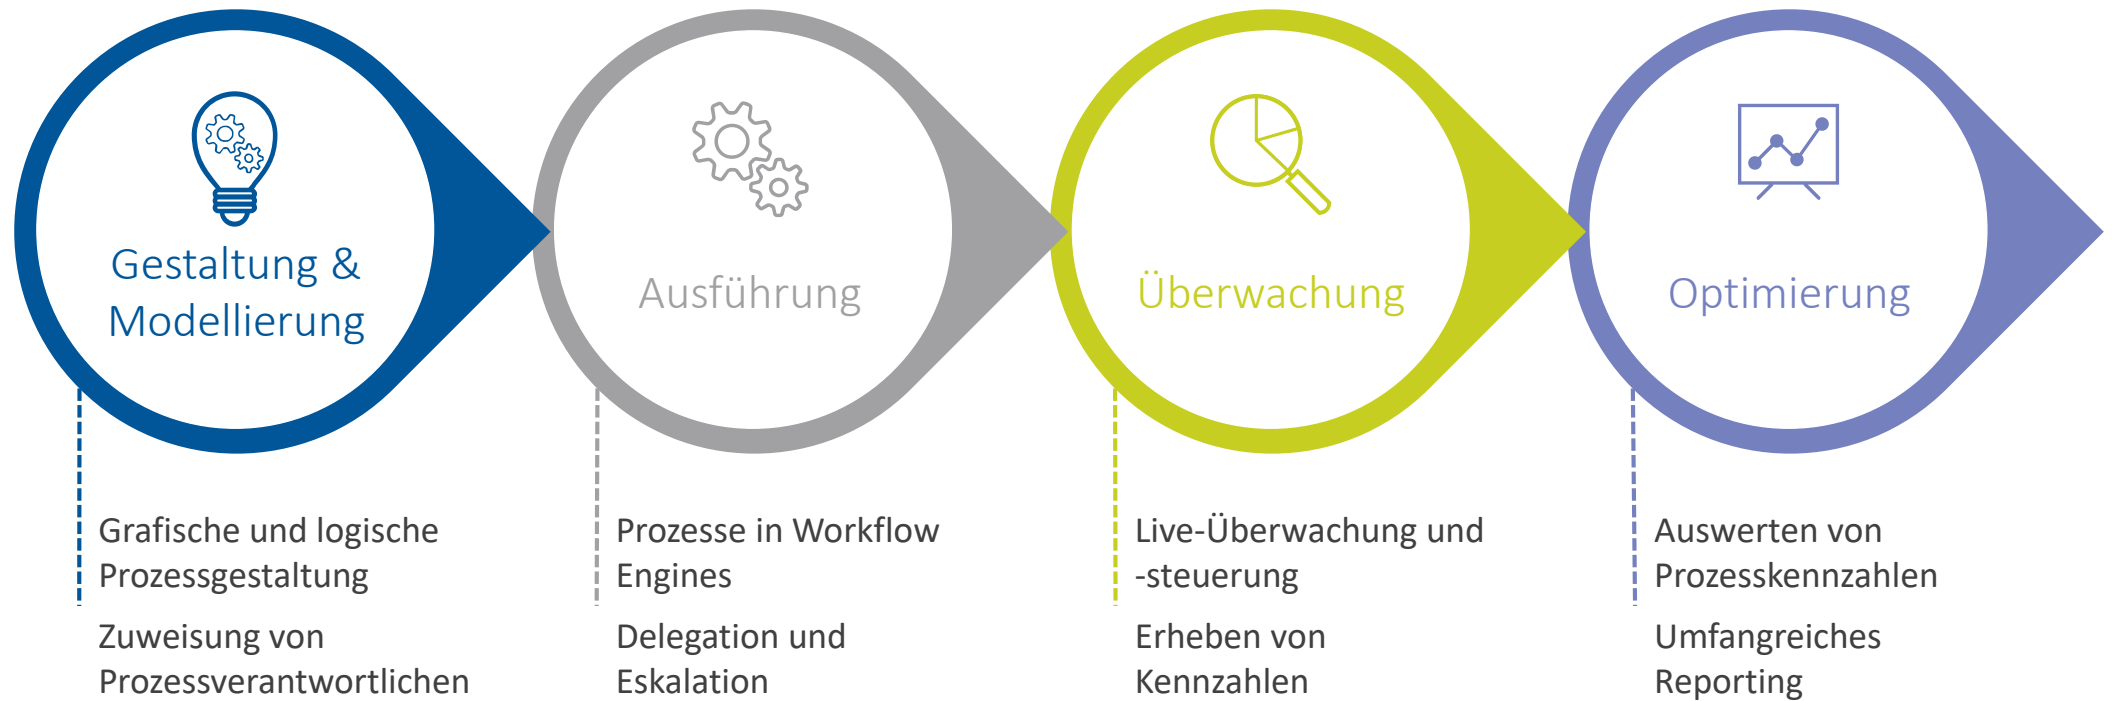 Gestaltung &
Modellierung
Ausführung
Überwachung
Optimierung
Grafische und logische
Prozessgestaltung
Zuweisung von
Prozessverantwortlichen
Prozesse in Workflow
Engines
Delegation und
Eskalation
Live-Überwachung und
-steuerung
Erheben von
Kennzahlen
Auswerten von
Prozesskennzahlen
Umfangreiches
Reporting